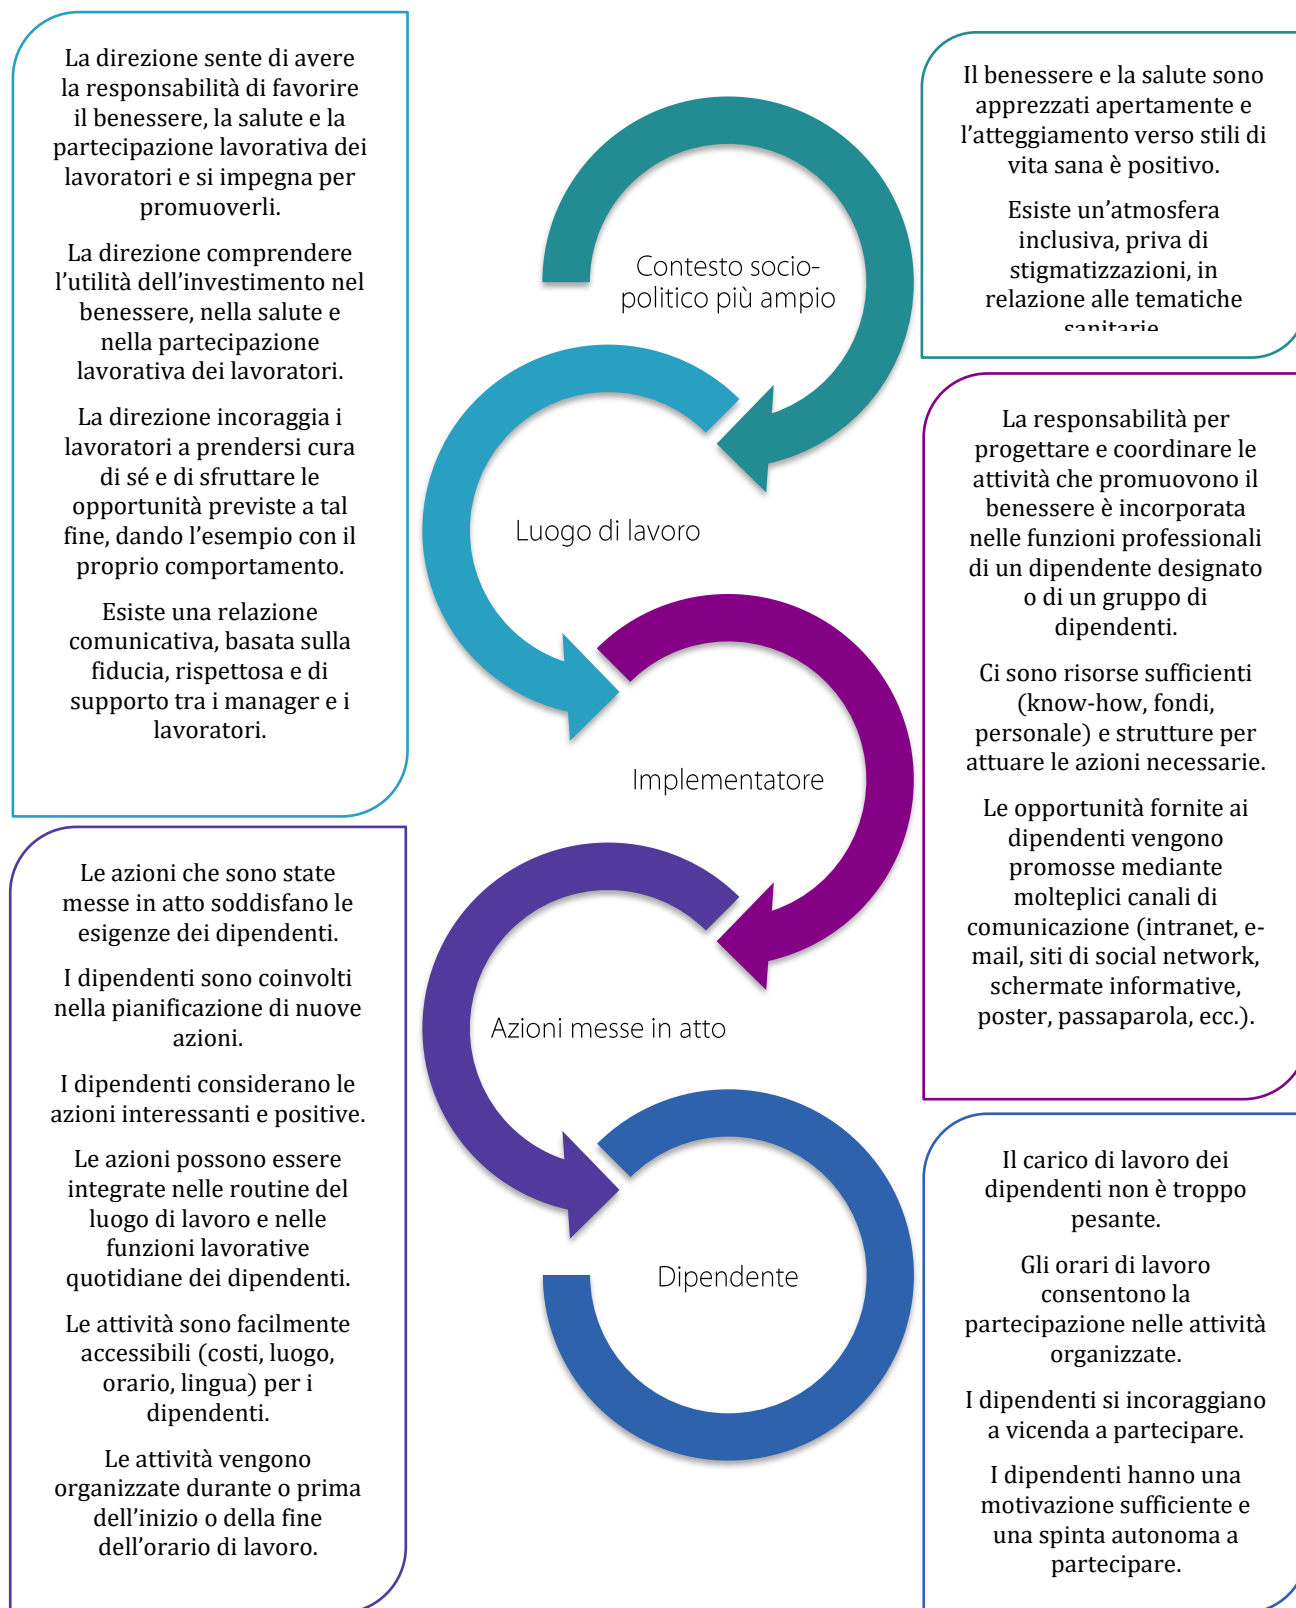 La direzione sente di avere
la responsabilità di favorire
il benessere, la salute e la
partecipazione lavorativa dei
lavoratori e si impegna per
promuoverli.
La direzione comprendere
l’utilità dell’investimento nel
benessere, nella salute e
nella partecipazione
lavorativa dei lavoratori.
La direzione incoraggia i
lavoratori a prendersi cura
di sé e di sfruttare le
opportunità previste a tal
fine, dando l’esempio con il
proprio comportamento.
Esiste una relazione
comunicativa, basata sulla
fiducia, rispettosa e di
supporto tra i manager e i
lavoratori.
Contesto socio-
politico più ampio
Il benessere e la salute sono
apprezzati apertamente e
l’atteggiamento verso stili di
vita sana è positivo.
Esiste un’atmosfera
inclusiva, priva di
stigmatizzazioni, in
relazione alle tematiche
sanitarie
Luogo di lavoro
Implementatore
La responsabilità per
progettare e coordinare le
attività che promuovono il
benessere è incorporata
nelle funzioni professionali
di un dipendente designato
o di un gruppo di
dipendenti.
Ci sono risorse sufficienti
(know-how, fondi,
personale) e strutture per
attuare le azioni necessarie.
Le opportunità fornite ai
dipendenti vengono
promosse mediante
molteplici canali di
comunicazione (intranet, e-
mail, siti di social network,
schermate informative,
poster, passaparola, ecc.).
Le azioni che sono state
messe in atto soddisfano le
esigenze dei dipendenti.
I dipendenti sono coinvolti
nella pianificazione di nuove
azioni.
I dipendenti considerano le
azioni interessanti e positive.
Le azioni possono essere
integrate nelle routine del
luogo di lavoro e nelle
funzioni lavorative
quotidiane dei dipendenti.
Le attività sono facilmente
accessibili (costi, luogo,
orario, lingua) per i
dipendenti.
Le attività vengono
organizzate durante o prima
dell’inizio o della fine
dell’orario di lavoro.
Azioni messe in atto
Dipendente
Il carico di lavoro dei
dipendenti non è troppo
pesante.
Gli orari di lavoro
consentono la
partecipazione nelle attività
organizzate.
I dipendenti si incoraggiano
a vicenda a partecipare.
I dipendenti hanno una
motivazione sufficiente e
una spinta autonoma a
partecipare.